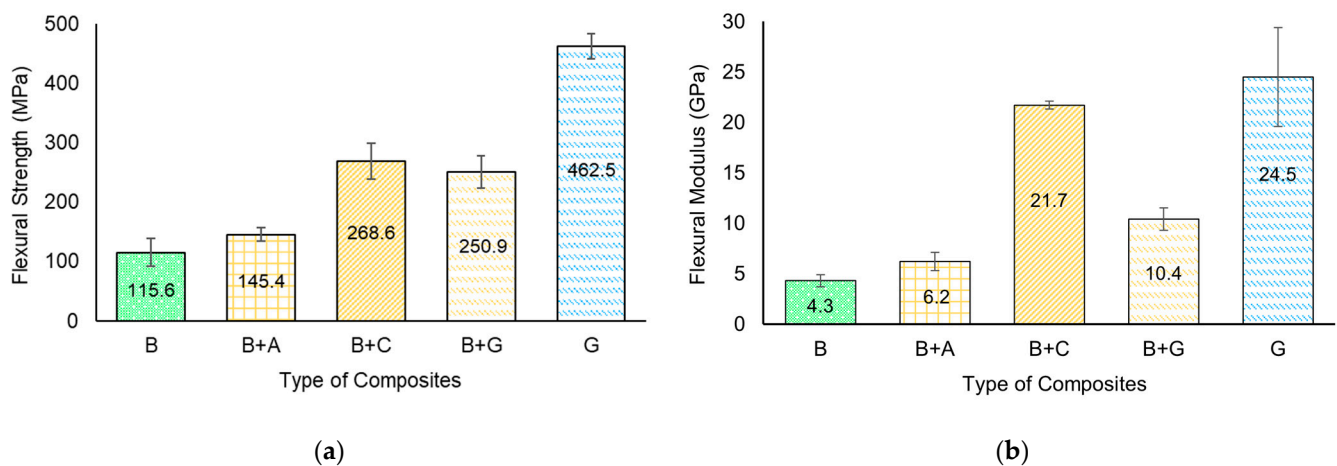 500
400
300
200
100
0
Flexural Strength (MPa)
115.6
145.4
268.6
250.9
462.5
B B+A B+C B+G G
Type of Composites
(a)
30
25
20
15
10
5
0
Flexural Modulus (GPa)
4.3
6.2
21.7
10.4
24.5
B B+A B+C B+G G
Type of Composites
(b)